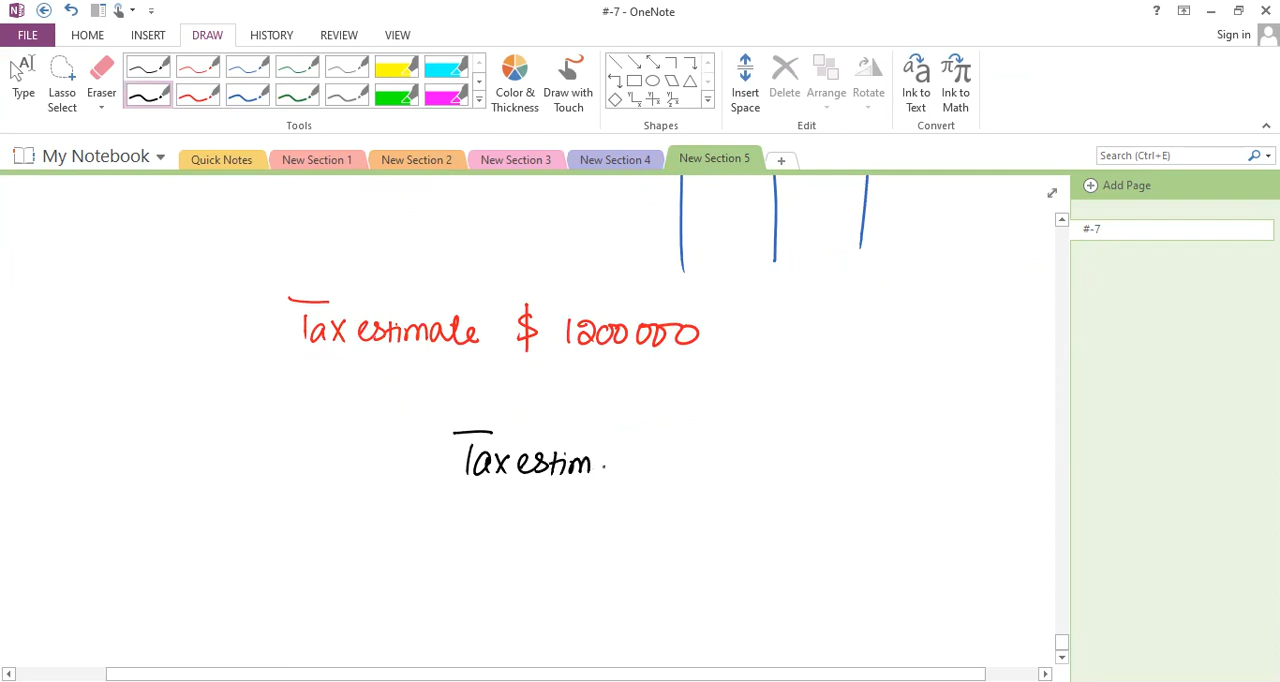 #-7 - OneNote
?
Sign in
FILE HOME INSERT DRAW HISTORY REVIEW VIEW
Type
Lasso Select
Eraser
Color & Thickness
Draw with Touch
Insert Space
Delete
Arrange
Rotate
Ink to Text
Ink to Math
Tools
Shapes
Edit
Convert
My Notebook
Quick Notes
New Section 1
New Section 2
New Section 3
New Section 4
New Section 5
Search (Ctrl+E)
Add Page
#-7
Tax estimate $ 1200000
Tax estim